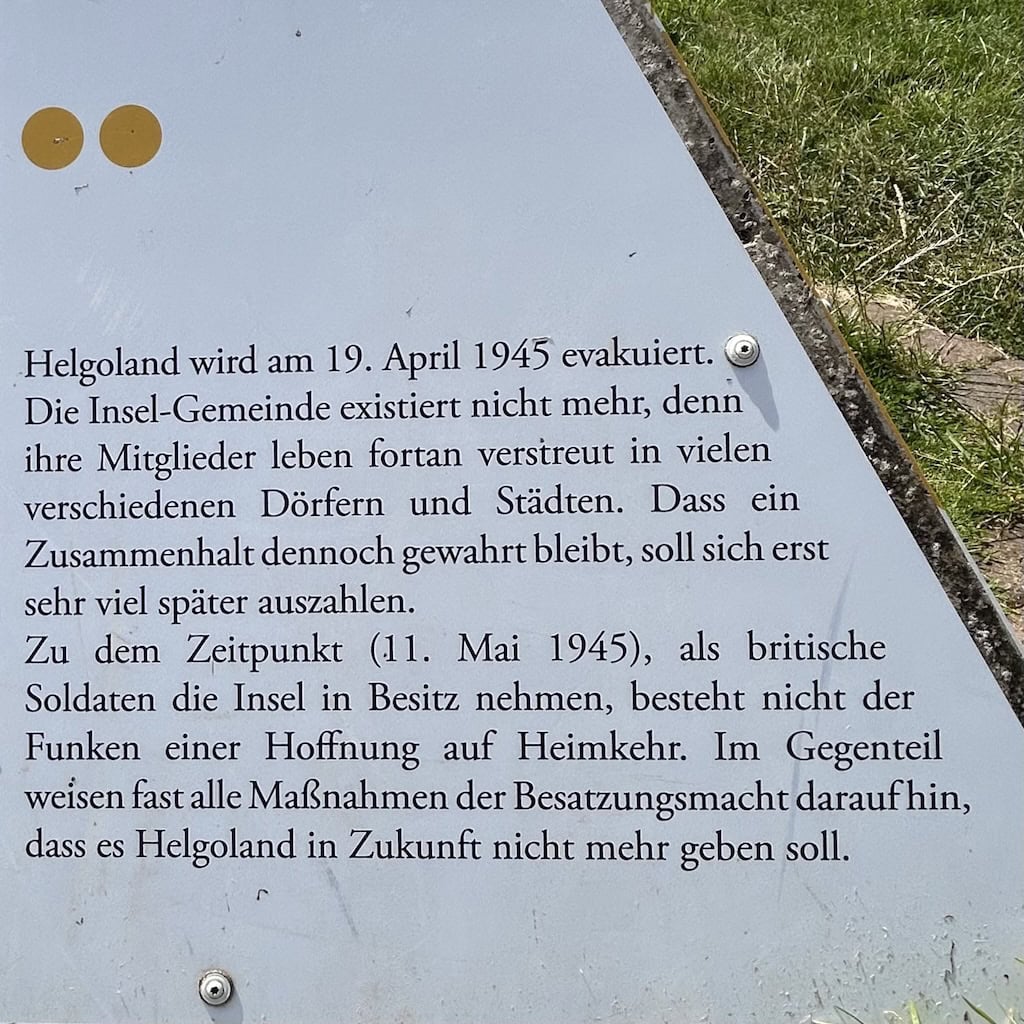 Helgoland wird am 19. April 1945 evakuiert.
Die Insel-Gemeinde existiert nicht mehr, denn
ihre Mitglieder leben fortan verstreut in vielen
verschiedenen Dörfern und Städten. Dass ein
Zusammenhalt dennoch gewahrt bleibt, soll sich erst
sehr viel später auszahlen.
Zu dem Zeitpunkt (11. Mai 1945), als britische
Soldaten die Insel in Besitz nehmen, besteht nicht der
Funken einer Hoffnung auf Heimkehr. Im Gegenteil
weisen fast alle Maßnahmen der Besatzungsmacht darauf hin,
dass es Helgoland in Zukunft nicht mehr geben soll.